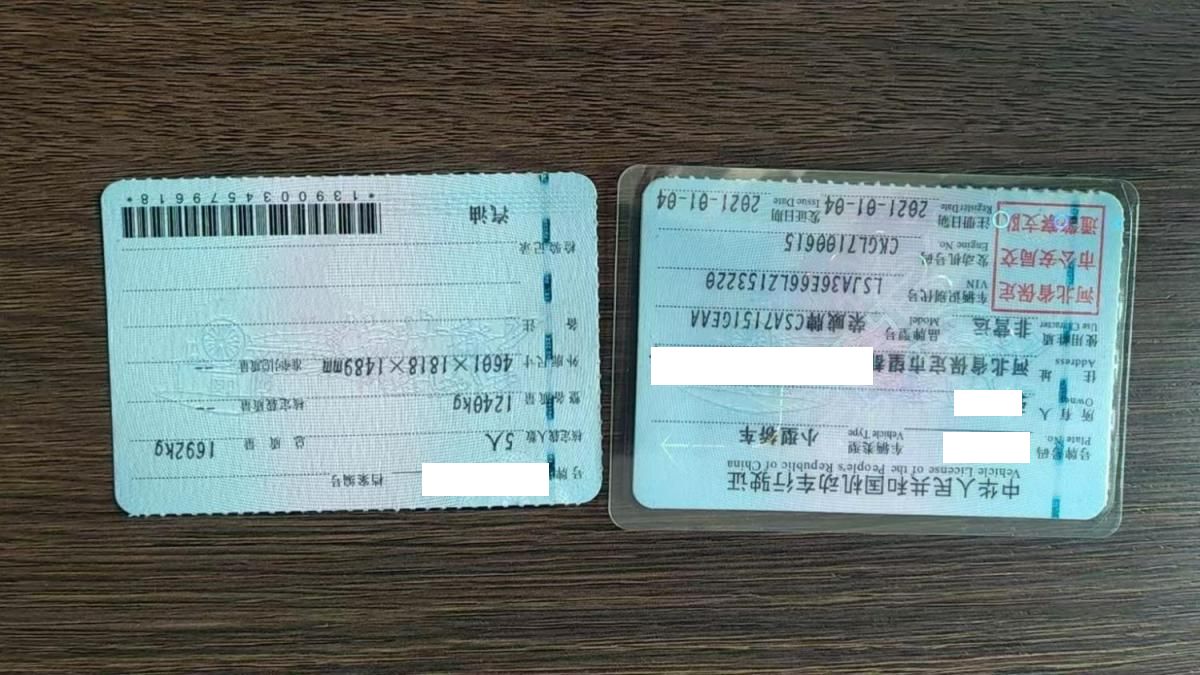 中华人民共和国机动车行驶证
Vehicle License of the People's Republic of China
号牌号码 Plate No. 车辆类型 Vehicle Type 小型轿车
所有人 Owner
住址 Address 河北省保定市望都
使用性质 Use Character 非营运 品牌型号 Model 荣威牌CSA7151GEAA
河北省保定
市公安局交
通警察支队
车辆识别代号 VIN LSJA36E66LZ153220
发动机号码 Engine No. CKGL7100615
注册日期 Register Date 2021-01-04 发证日期 Issue Date 2021-01-04
号牌 档案编号
核定载人数 5人 总质量 1692kg
整备质量 1240kg 核定载质量 --
外廓尺寸 4601×1818×1489mm 准牵引总质量 --
备注
检验记录
汽油
*1390034579618*